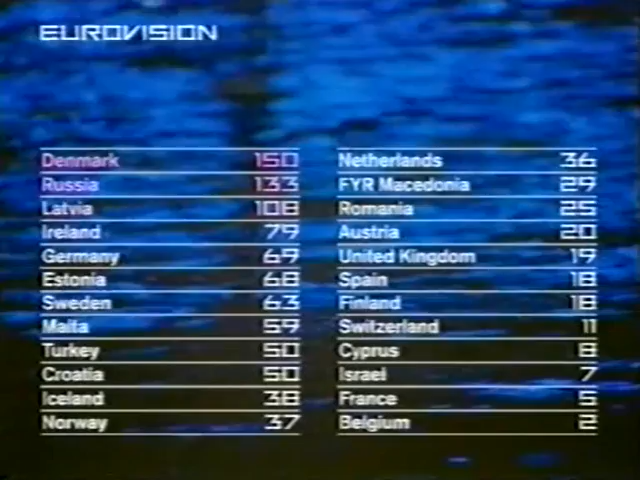 EUROVISION
Denmark 150
Russia 133
Latvia 108
Ireland 79
Germany 69
Estonia 68
Sweden 63
Malta 59
Turkey 50
Croatia 50
Iceland 38
Norway 37
Netherlands 36
FYR Macedonia 29
Romania 25
Austria 20
United Kingdom 19
Spain 18
Finland 18
Switzerland 11
Cyprus 8
Israel 7
France 5
Belgium 2